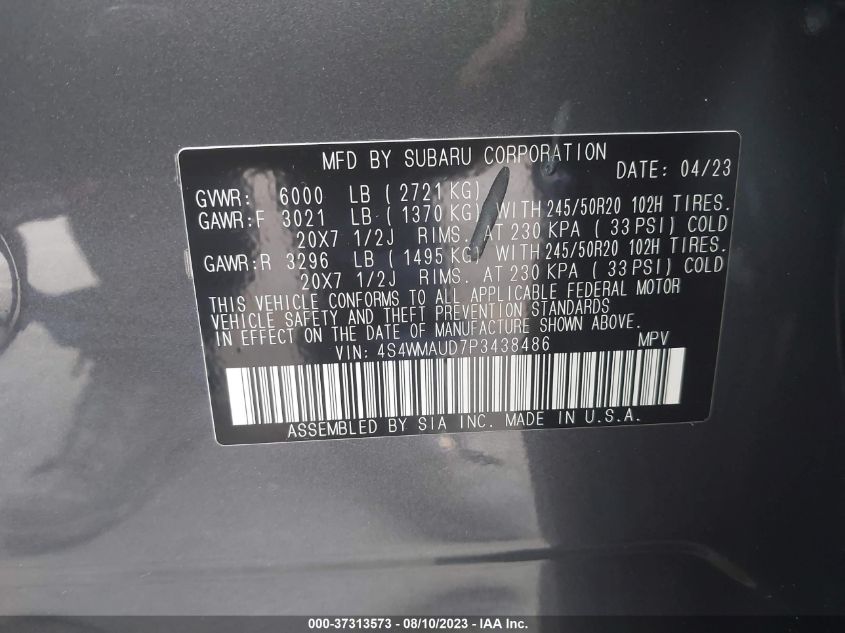 MFD BY SUBARU CORPORATION DATE: 04/23
GVWR: 6000 LB ( 2721 KG)
GAWR:F 3021 LB ( 1370 KG) WITH 245/50R20 102H TIRES.
20X7 1/2J RIMS. AT 230 KPA ( 33 PSI) COLD
GAWR:R 3296 LB ( 1495 KG) WITH 245/50R20 102H TIRES.
20X7 1/2J RIMS. AT 230 KPA ( 33 PSI) COLD
THIS VEHICLE CONFORMS TO ALL APPLICABLE FEDERAL MOTOR
VEHICLE SAFETY AND THEFT PREVENTION STANDARDS
IN EFFECT ON THE DATE OF MANUFACTURE SHOWN ABOVE.
VIN: 4S4WMAUD7P3438486 MPV
ASSEMBLED BY SIA INC. MADE IN U.S.A.
000-37313573 - 08/10/2023 - IAA Inc.